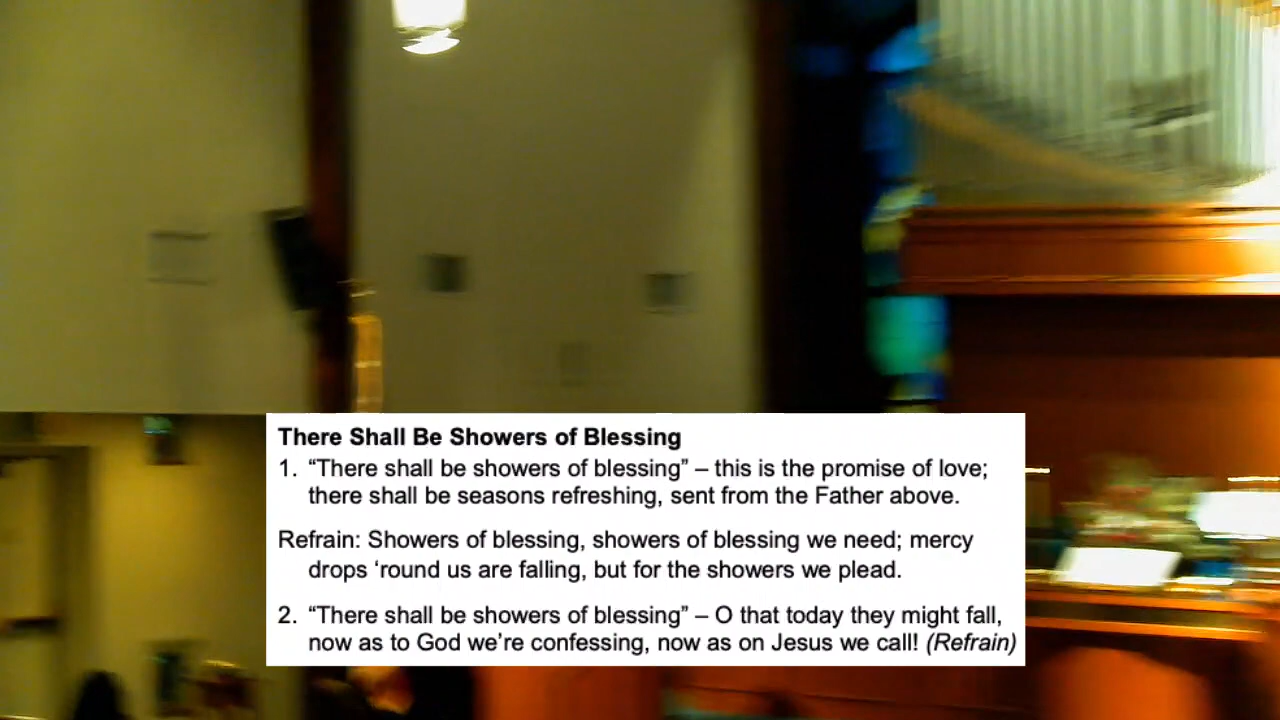 There Shall Be Showers of Blessing
1. “There shall be showers of blessing” – this is the promise of love;
there shall be seasons refreshing, sent from the Father above.
Refrain: Showers of blessing, showers of blessing we need; mercy
drops ‘round us are falling, but for the showers we plead.
2. “There shall be showers of blessing” – O that today they might fall,
now as to God we’re confessing, now as on Jesus we call! (Refrain)